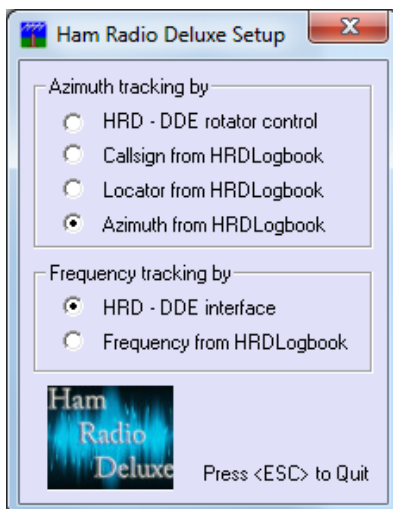 Ham Radio Deluxe Setup
Azimuth tracking by
HRD - DDE rotator control
Callsign from HRDLogbook
Locator from HRDLogbook
Azimuth from HRDLogbook
Frequency tracking by
HRD - DDE interface
Frequency from HRDLogbook
Ham
Radio
Deluxe
Press <ESC> to Quit